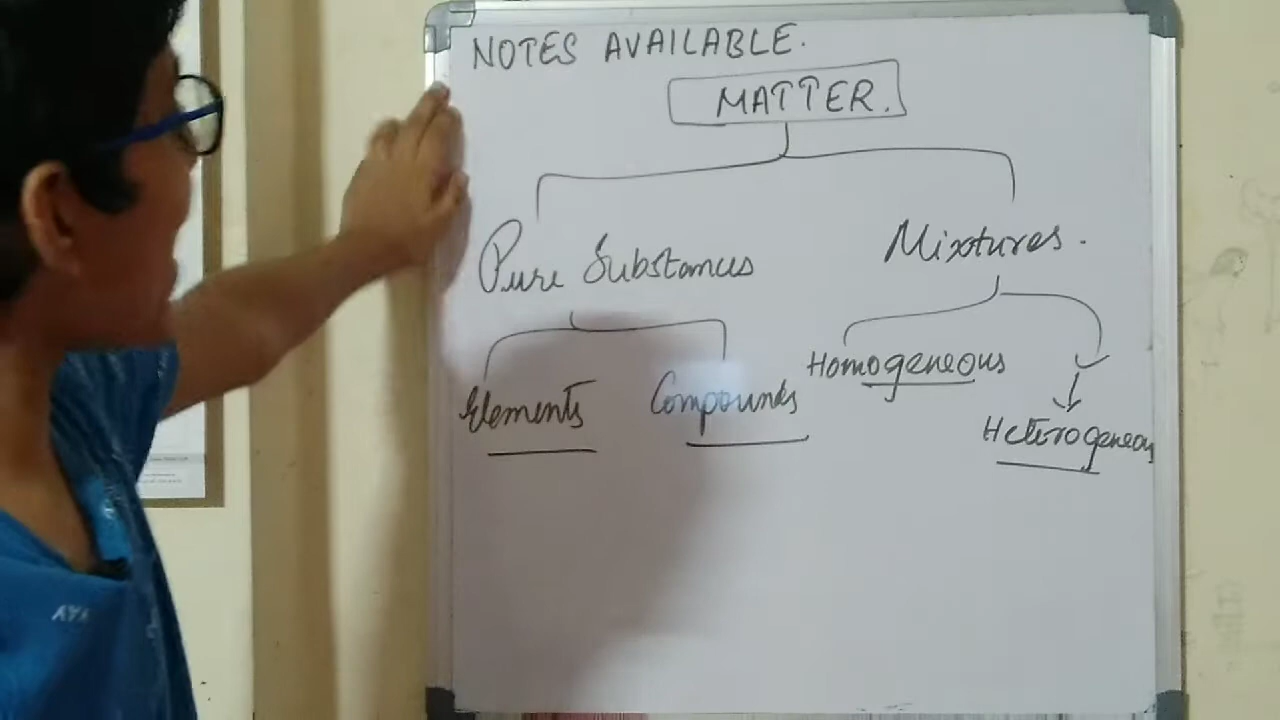 NOTES AVAILABLE.
MATTER.
Pure Substances
Mixtures.
Elements
Compounds
Homogeneous
Heterogeneous